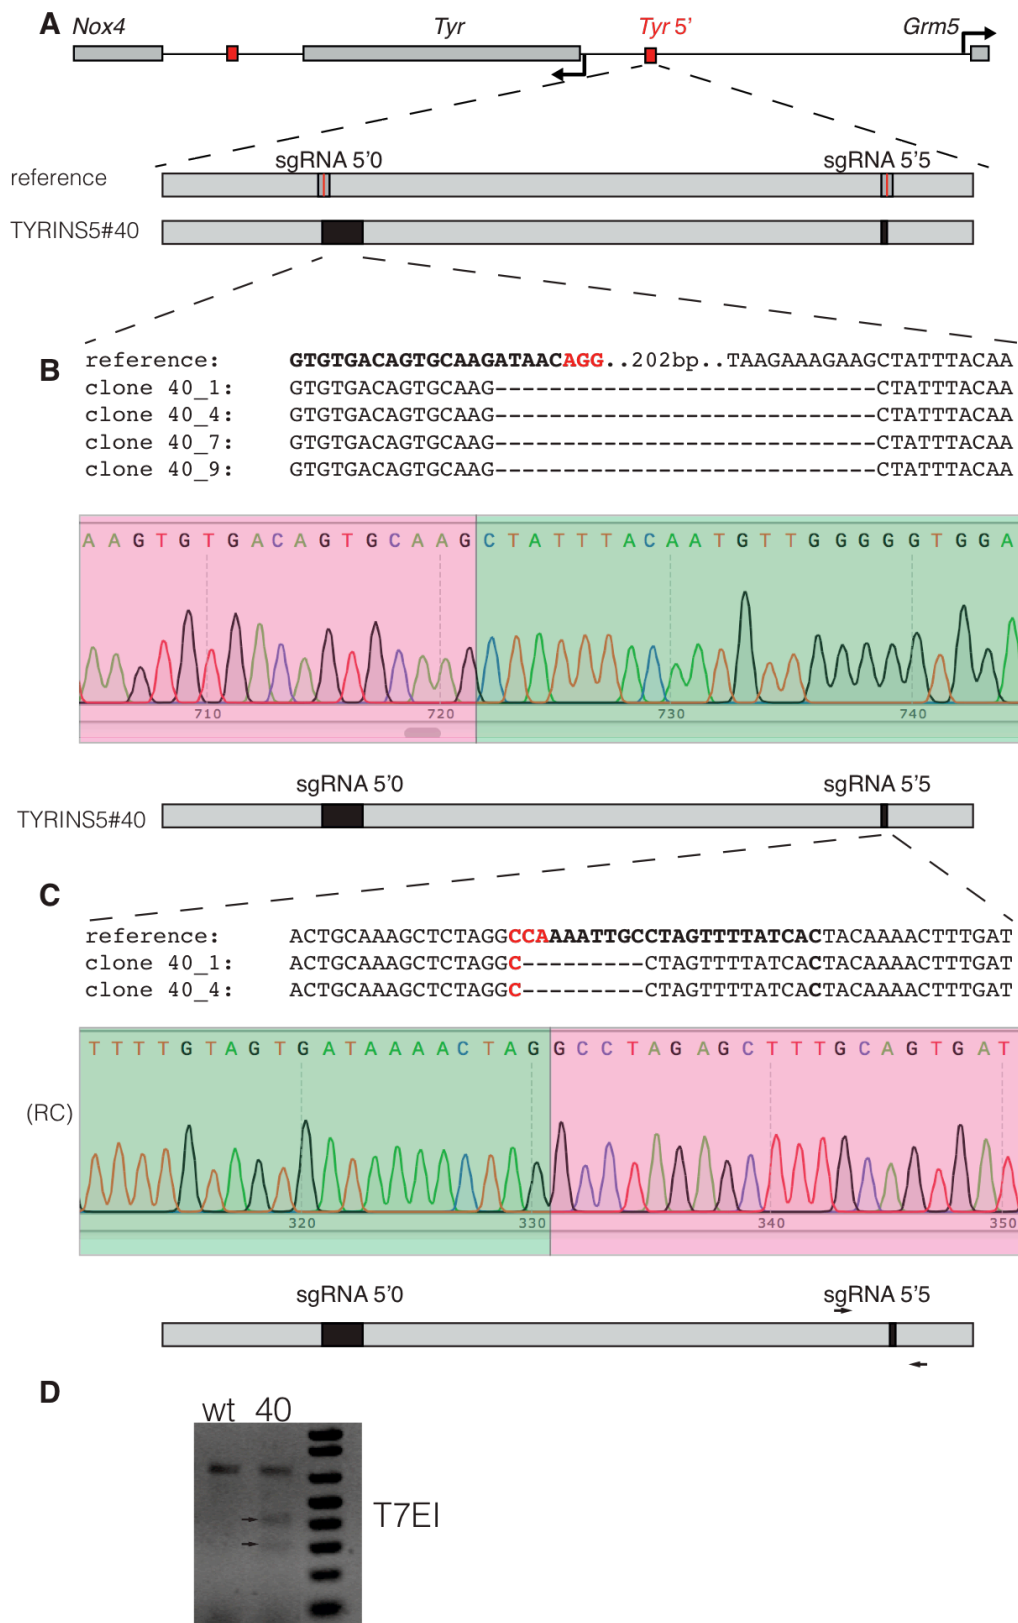 A
Nox4 Tyr Tyr 5’ Grm5
sgRNA 5’0 sgRNA 5’5
reference
TYRINS5#40
B
reference: GTGTGACAGTGCAAGATAACAGG..202bp..TAAGAAAGAAGCTATTTACAA
clone 40_1: GTGTGACAGTGCAAG----------------------------CTATTTACAA
clone 40_4: GTGTGACAGTGCAAG----------------------------CTATTTACAA
clone 40_7: GTGTGACAGTGCAAG----------------------------CTATTTACAA
clone 40_9: GTGTGACAGTGCAAG----------------------------CTATTTACAA
AAGTGTGACAGTGCAAGCTATTTACAATGTTGGGGGTGGA
710 720 730 740
sgRNA 5’0 sgRNA 5’5
TYRINS5#40
C
reference: ACTGCAAAGCTCTAGGCCAAAATTGCCTAGTTTTATCACTACAAAACTTTGAT
clone 40_1: ACTGCAAAGCTCTAGGC---------CTAGTTTTATCACTACAAAACTTTGAT
clone 40_4: ACTGCAAAGCTCTAGGC---------CTAGTTTTATCACTACAAAACTTTGAT
TTTTGTAGTGATAAAACTAGGCCTAGAGCTTTGCAGTGAT
(RC)
320 330 340 350
sgRNA 5’0 sgRNA 5’5
D
wt 40
T7EI